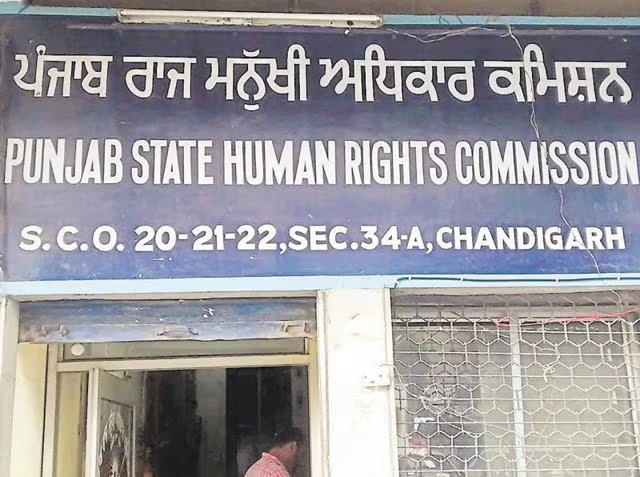 ਪੰਜਾਬ ਰਾਜ ਮਨੁੱਖੀ ਅਧਿਕਾਰ ਕਮਿਸ਼ਨ
PUNJAB STATE HUMAN RIGHTS COMMISSION
S.C.O. 20-21-22, SEC.34-A, CHANDIGARH